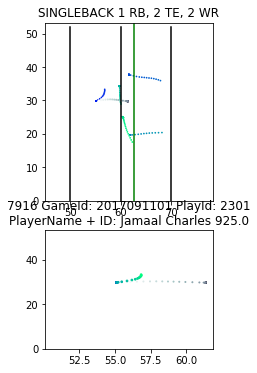 SINGLEBACK 1 RB, 2 TE, 2 WR
50
40
30
20
10
0
50 60 70
7916 GameId: 2017091101 PlayId: 2301
PlayerName + ID: Jamaal Charles 925.0
40
20
0
52.5 55.0 57.5 60.0